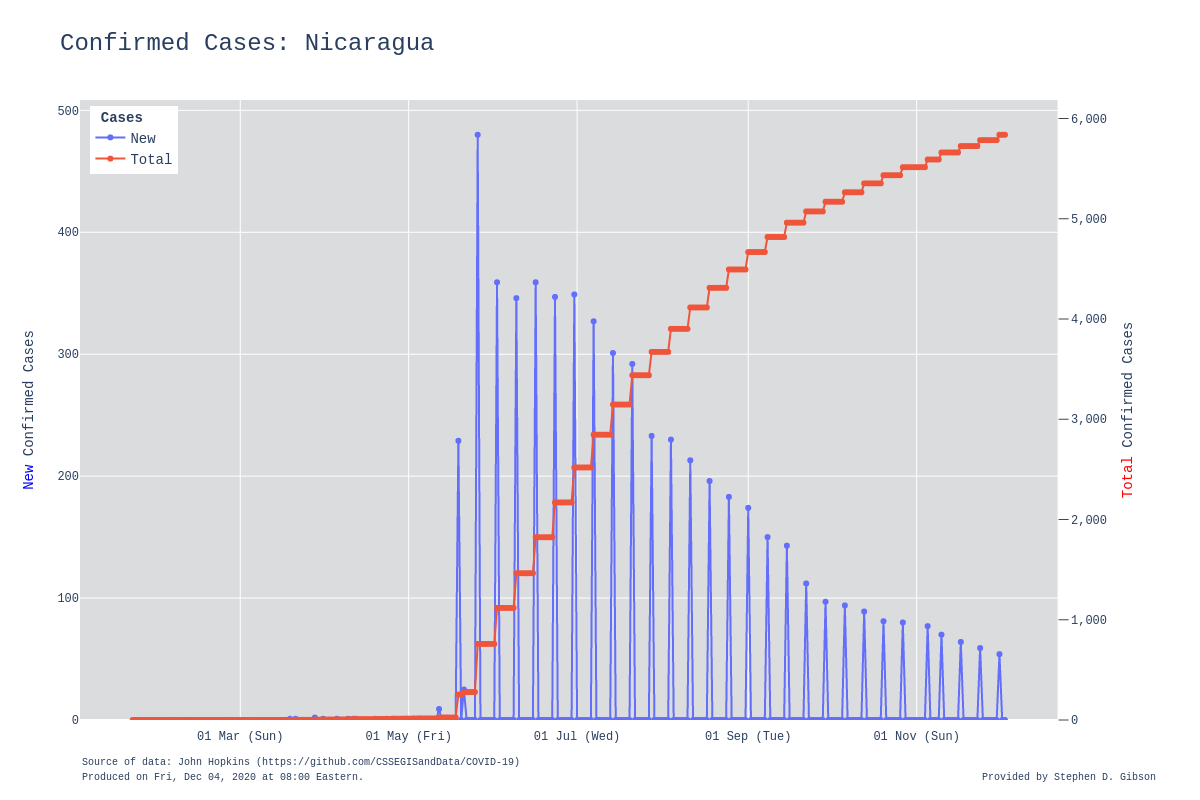 Confirmed Cases: Nicaragua
Cases
New
Total
500
400
300
200
100
0
6,000
5,000
4,000
3,000
2,000
1,000
0
New Confirmed Cases
Total Confirmed Cases
01 Mar (Sun)
01 May (Fri)
01 Jul (Wed)
01 Sep (Tue)
01 Nov (Sun)
Source of data: John Hopkins (https://github.com/CSSEGISandData/COVID-19)
Produced on Fri, Dec 04, 2020 at 08:00 Eastern.
Provided by Stephen D. Gibson